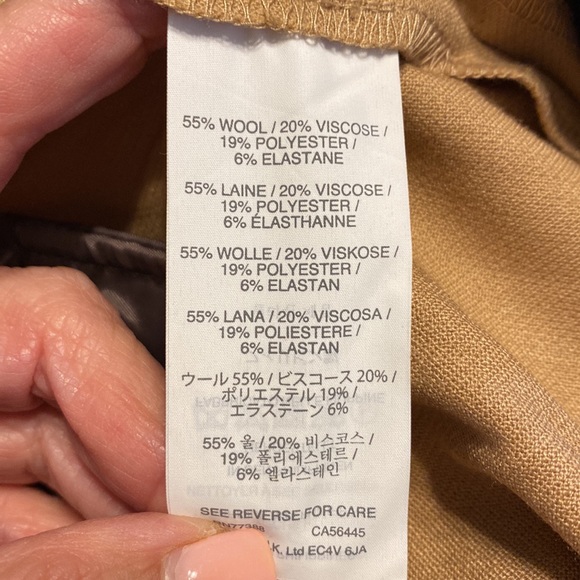 55% WOOL / 20% VISCOSE /
19% POLYESTER /
6% ELASTANE
55% LAINE / 20% VISCOSE /
19% POLYESTER /
6% ÉLASTHANNE
55% WOLLE / 20% VISKOSE /
19% POLYESTER /
6% ELASTAN
55% LANA / 20% VISCOSA /
19% POLIESTERE /
6% ELASTAN
ウール 55% / ビスコース 20% /
ポリエステル 19% /
エラステーン 6%
55% 울 / 20% 비스코스 /
19% 폴리에스테르 /
6% 엘라스테인
SEE REVERSE FOR CARE
RN77388 CA56445
Ltd EC4V 6JA